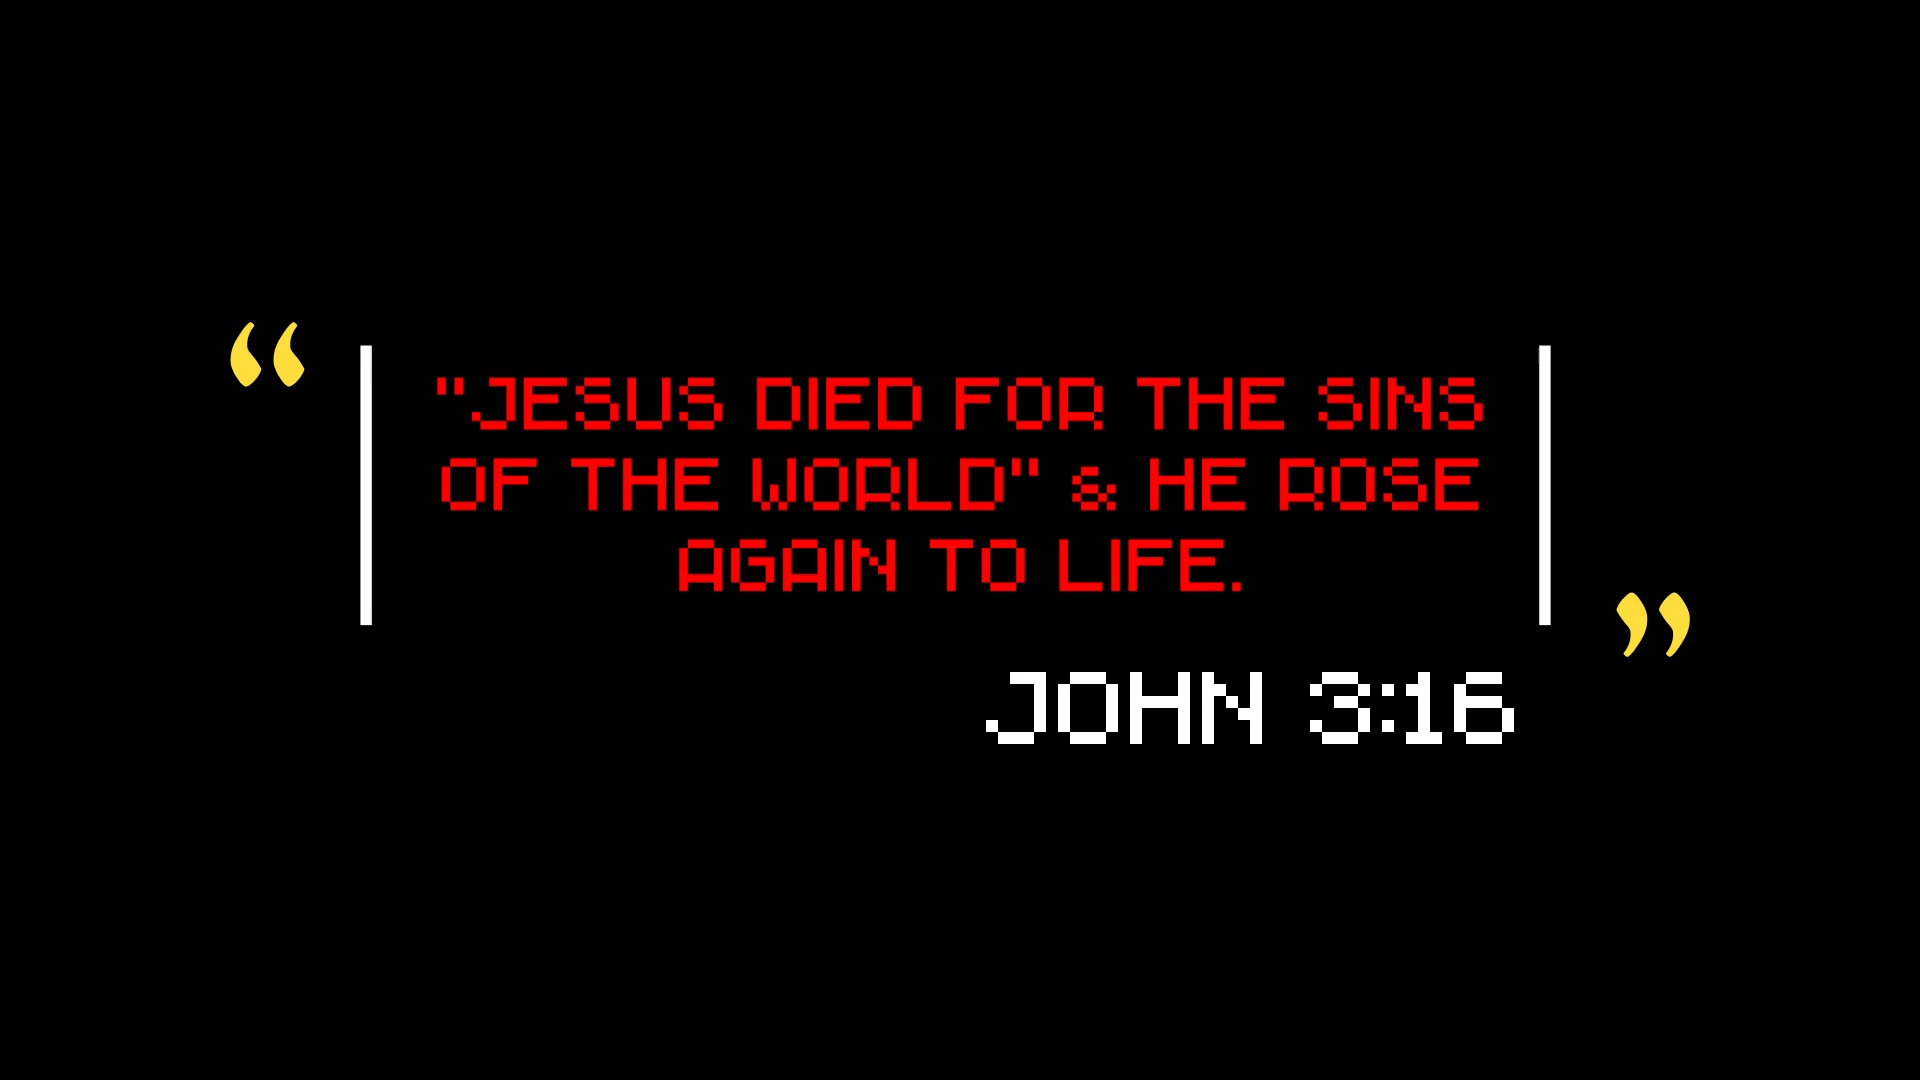 “
"JESUS DIED FOR THE SINS
OF THE WORLD" & HE ROSE
AGAIN TO LIFE.
”
JOHN 3:16